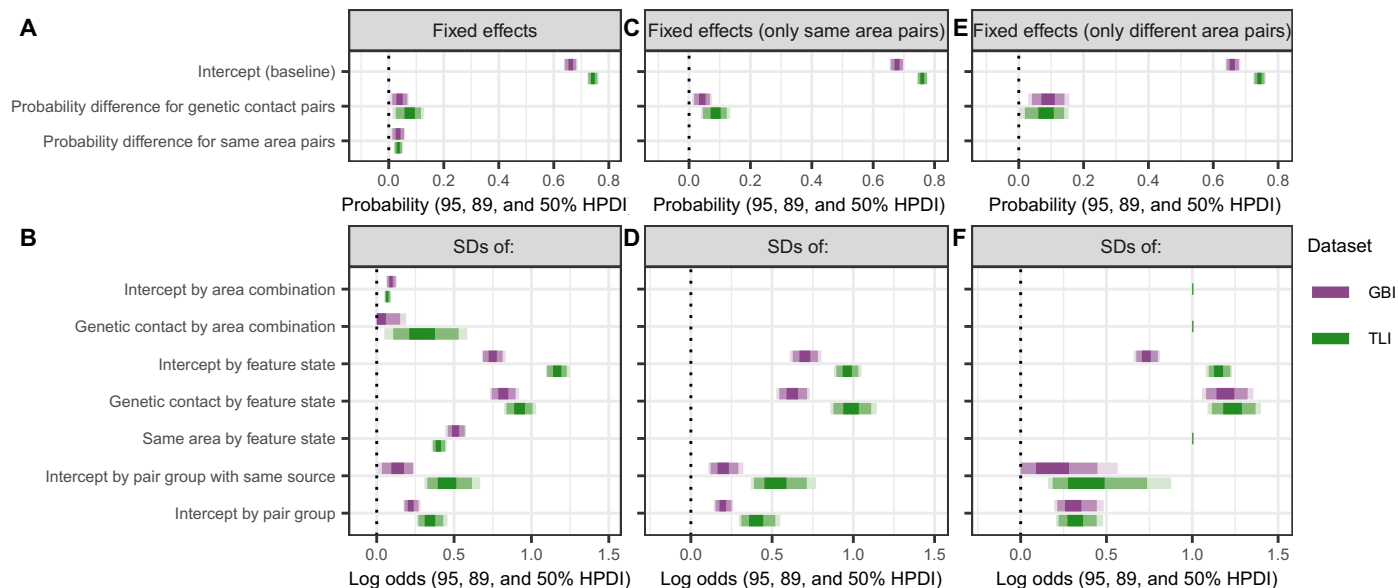 A
Fixed effects
C
Fixed effects (only same area pairs)
E
Fixed effects (only different area pairs)
Intercept (baseline)
Probability difference for genetic contact pairs
Probability difference for same area pairs
0.0 0.2 0.4 0.6 0.8
0.0 0.2 0.4 0.6 0.8
0.0 0.2 0.4 0.6 0.8
Probability (95, 89, and 50% HPDI
Probability (95, 89, and 50% HPDI)
Probability (95, 89, and 50% HPDI)
B
SDs of:
D
SDs of:
F
SDs of:
Intercept by area combination
Genetic contact by area combination
Intercept by feature state
Genetic contact by feature state
Same area by feature state
Intercept by pair group with same source
Intercept by pair group
0.0 0.5 1.0 1.5
0.0 0.5 1.0 1.5
0.0 0.5 1.0 1.5
Log odds (95, 89, and 50% HPDI)
Log odds (95, 89, and 50% HPDI)
Log odds (95, 89, and 50% HPDI)
Dataset
GBI
TLI